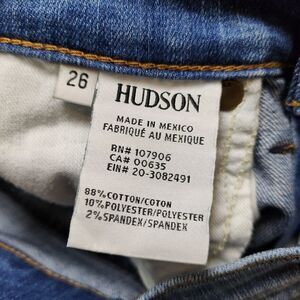 26
HUDSON
MADE IN MEXICO
FABRIQUÉ AU MEXIQUE
RN# 107906
CA# 00635
EIN# 20-3082491
88% COTTON/COTON
10% POLYESTER/POLYESTER
2% SPANDEX/SPANDEX